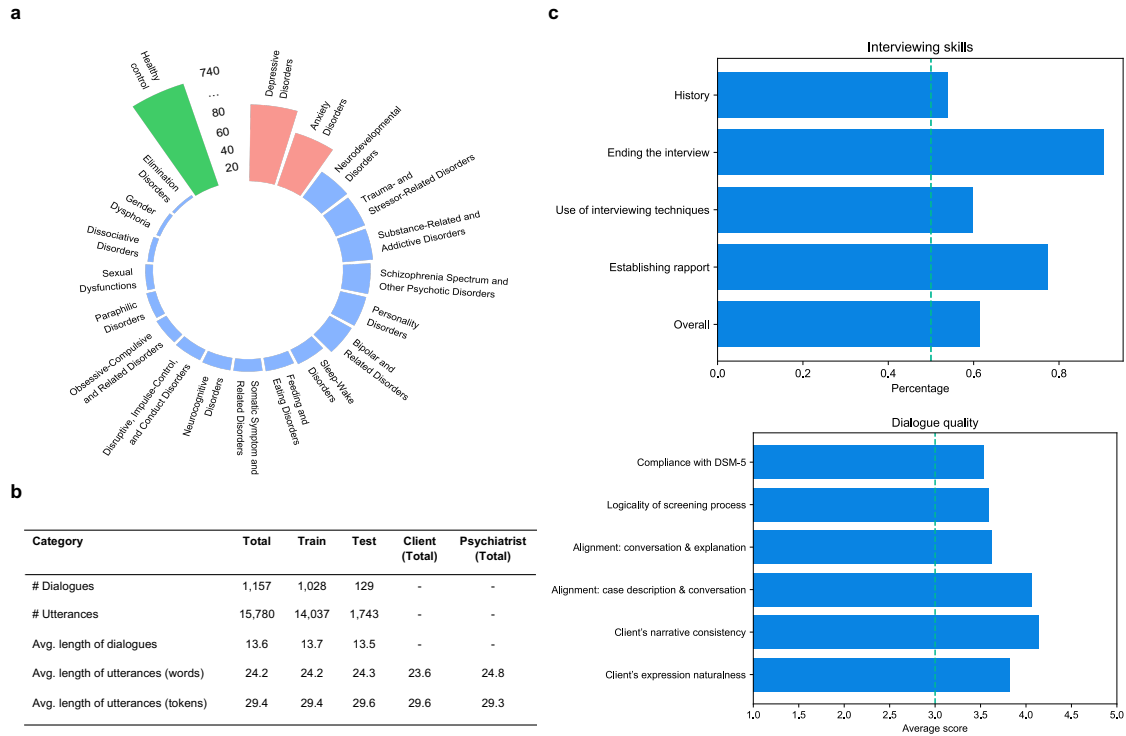 a
Healthy
control
740
...
80
60
40
20
Depressive
Disorders
Anxiety
Disorders
Neurodevelopmental
Disorders
Trauma- and
Stressor-Related Disorders
Substance-Related and
Addictive Disorders
Schizophrenia Spectrum and
Other Psychotic Disorders
Personality
Disorders
Bipolar and
Related Disorders
Sleep-Wake
Disorders
Feeding and
Eating Disorders
Somatic Symptom and
Related Disorders
Neurocognitive
Disorders
Disruptive, Impulse-Control,
and Conduct Disorders
Obsessive-Compulsive
and Related Disorders
Paraphilic
Disorders
Sexual
Dysfunctions
Dissociative
Disorders
Gender
Dysphoria
Elimination
Disorders
b
Category Total Train Test Client (Total) Psychiatrist (Total)
# Dialogues 1,157 1,028 129 - -
# Utterances 15,780 14,037 1,743 - -
Avg. length of dialogues 13.6 13.7 13.5 - -
Avg. length of utterances (words) 24.2 24.2 24.3 23.6 24.8
Avg. length of utterances (tokens) 29.4 29.4 29.6 29.6 29.3
c
Interviewing skills
History
Ending the interview
Use of interviewing techniques
Establishing rapport
Overall
0.0 0.2 0.4 0.6 0.8
Percentage
Dialogue quality
Compliance with DSM-5
Logicality of screening process
Alignment: conversation & explanation
Alignment: case description & conversation
Client's narrative consistency
Client's expression naturalness
1.0 1.5 2.0 2.5 3.0 3.5 4.0 4.5 5.0
Average score